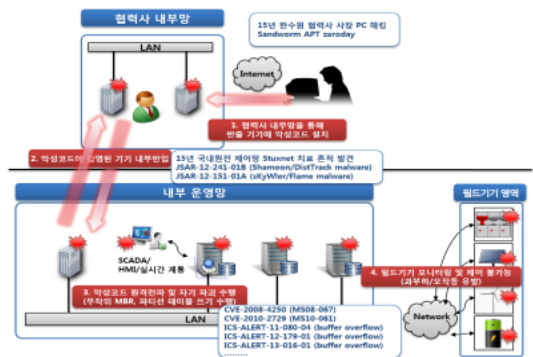 협력사 내부망
LAN
15년 한수원 협력사 사장 PC 해킹
Sandworm APT zeroday
Internet
1. 협력사 내부망을 통해
반출 기기에 악성코드 설치
2. 악성코드에 감염된 기기 내부반입
15년 국내원전 제어망 Stuxnet 치료 흔적 발견
JSAR-12-241-01B (Shamoon/DistTrack malware)
JSAR-12-151-01A (sKyWIer/Flame malware)
내부 운영망
필드기기 영역
SCADA/
HMI/실시간 계통
3. 악성코드 원격전파 및 자기 파괴 수행
(무작위 MBR, 파티션 테이블 쓰기 수행)
LAN
4. 필드기기 모니터링 및 제어 불가능
(과부하/오작동 유발)
Network
CVE-2008-4250 (MS08-067)
CVE-2010-2729 (MS10-061)
ICS-ALERT-11-080-04 (buffer overflow)
ICS-ALERT-12-179-01 (buffer overflow)
ICS-ALERT-13-016-01 (buffer overflow)
.........